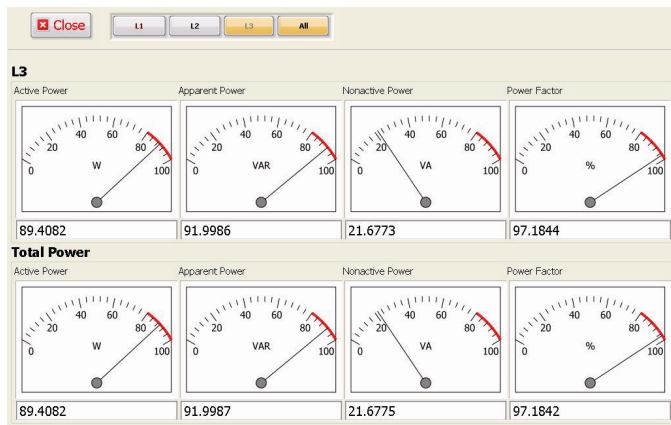 Close L1 L2 L3 All
L3
Active Power Apparent Power Nonactive Power Power Factor
0 20 40 60 80 100 W 0 20 40 60 80 100 VAR 0 20 40 60 80 100 VA 0 20 40 60 80 100 %
89.4082 91.9986 21.6773 97.1844
Total Power
Active Power Apparent Power Nonactive Power Power Factor
0 20 40 60 80 100 W 0 20 40 60 80 100 VAR 0 20 40 60 80 100 VA 0 20 40 60 80 100 %
89.4082 91.9987 21.6775 97.1842